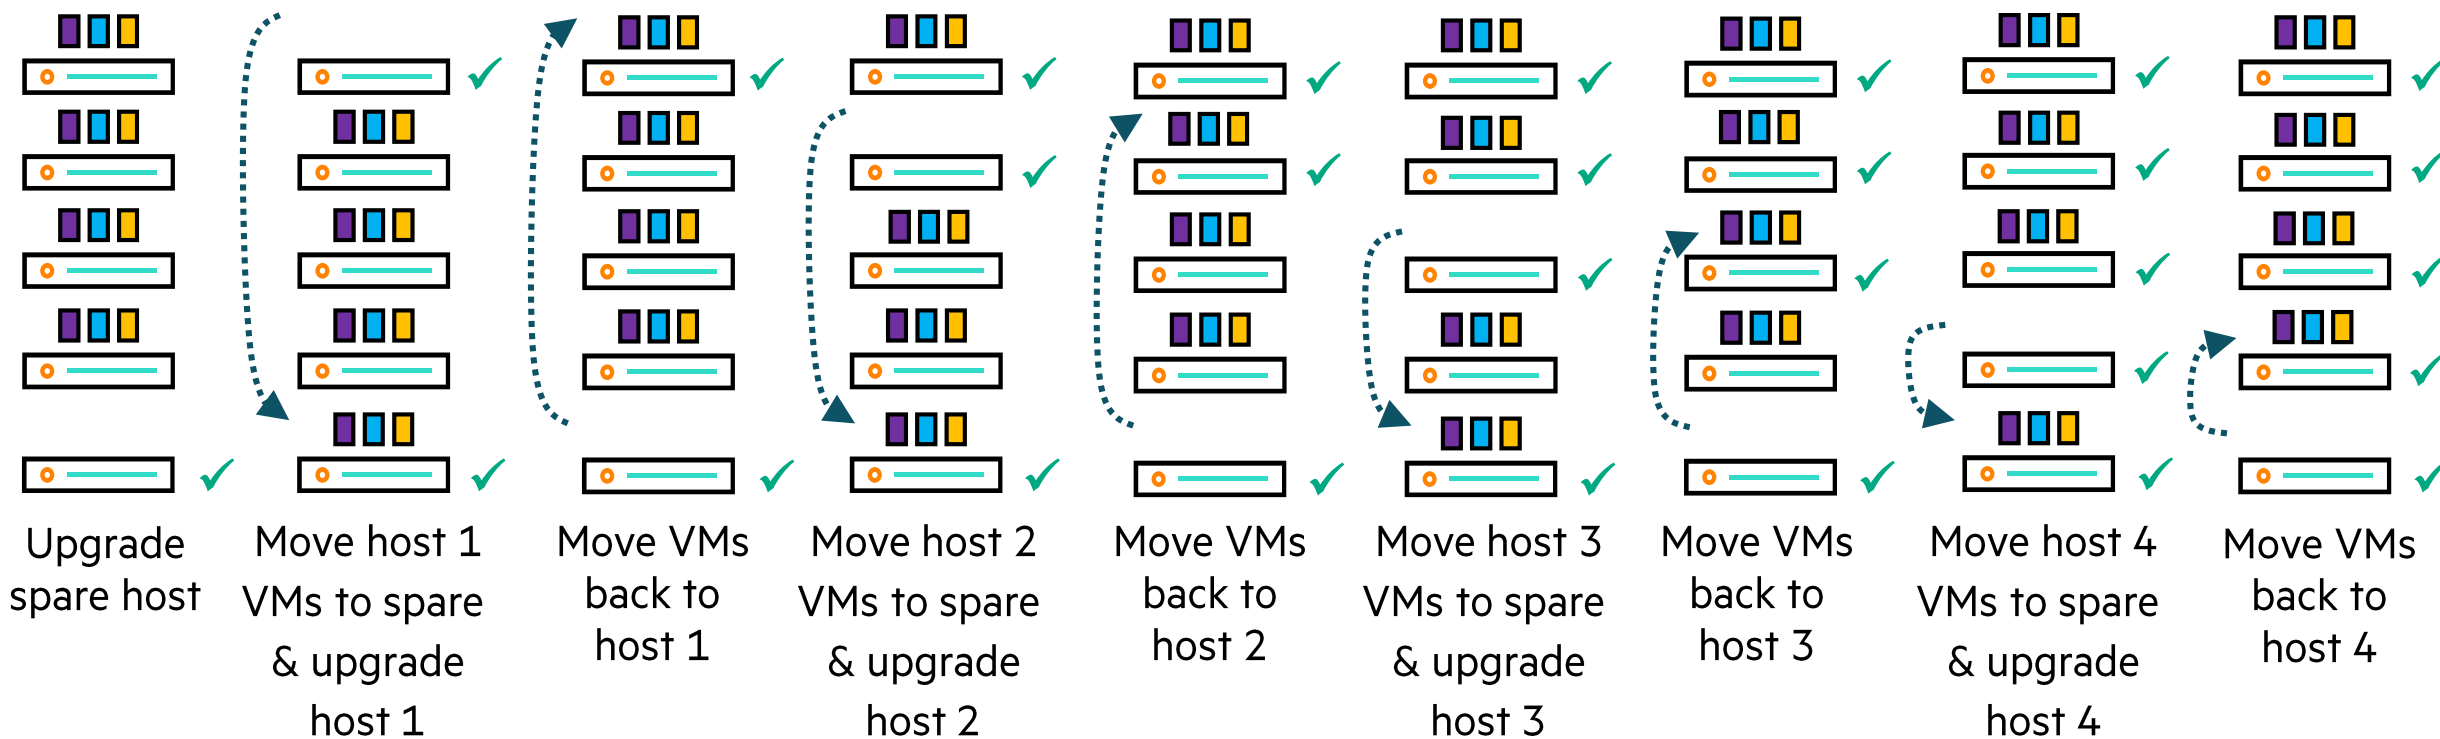 Upgrade
spare host
Move host 1
VMs to spare
& upgrade
host 1
Move VMs
back to
host 1
Move host 2
VMs to spare
& upgrade
host 2
Move VMs
back to
host 2
Move host 3
VMs to spare
& upgrade
host 3
Move VMs
back to
host 3
Move host 4
VMs to spare
& upgrade
host 4
Move VMs
back to
host 4